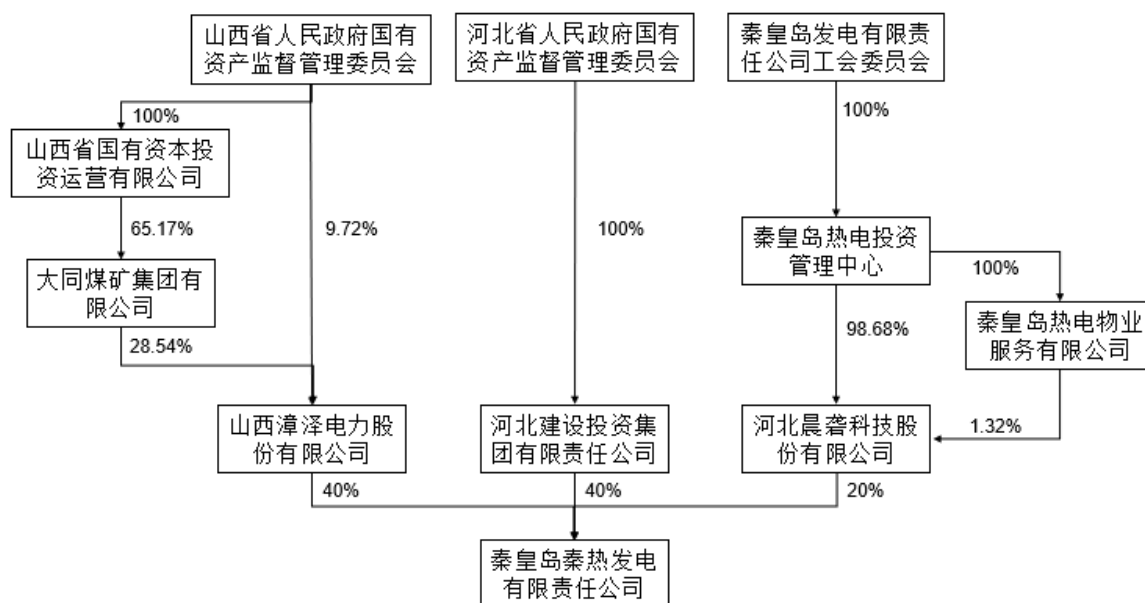 山西省人民政府国有
资产监督管理委员会
河北省人民政府国有
资产监督管理委员会
秦皇岛发电有限责
任公司工会委员会
100%
100%
山西省国有资本投
资运营有限公司
65.17%
9.72%
100%
秦皇岛热电投资
管理中心
100%
大同煤矿集团有
限公司
98.68%
秦皇岛热电物业
服务有限公司
28.54%
山西漳泽电力股
份有限公司
河北建设投资集
团有限责任公司
河北晨砻科技股
份有限公司
1.32%
40%
40%
20%
秦皇岛秦热发电
有限责任公司